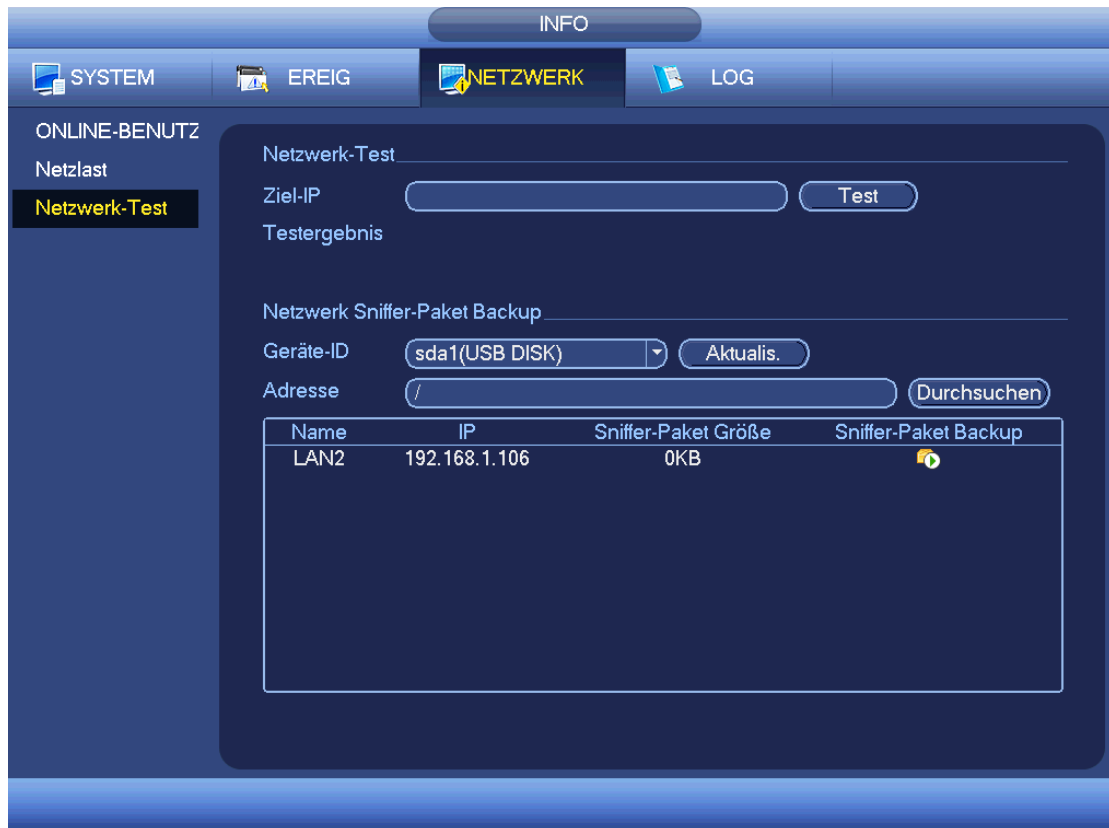 INFO
SYSTEM EREIG NETZWERK LOG
ONLINE-BENUTZ
Netzlast
Netzwerk-Test
Netzwerk-Test
Ziel-IP Test
Testergebnis
Netzwerk Sniffer-Paket Backup
Geräte-ID sda1(USB DISK) Aktualis.
Adresse / Durchsuchen
Name IP Sniffer-Paket Größe Sniffer-Paket Backup
LAN2 192.168.1.106 0KB